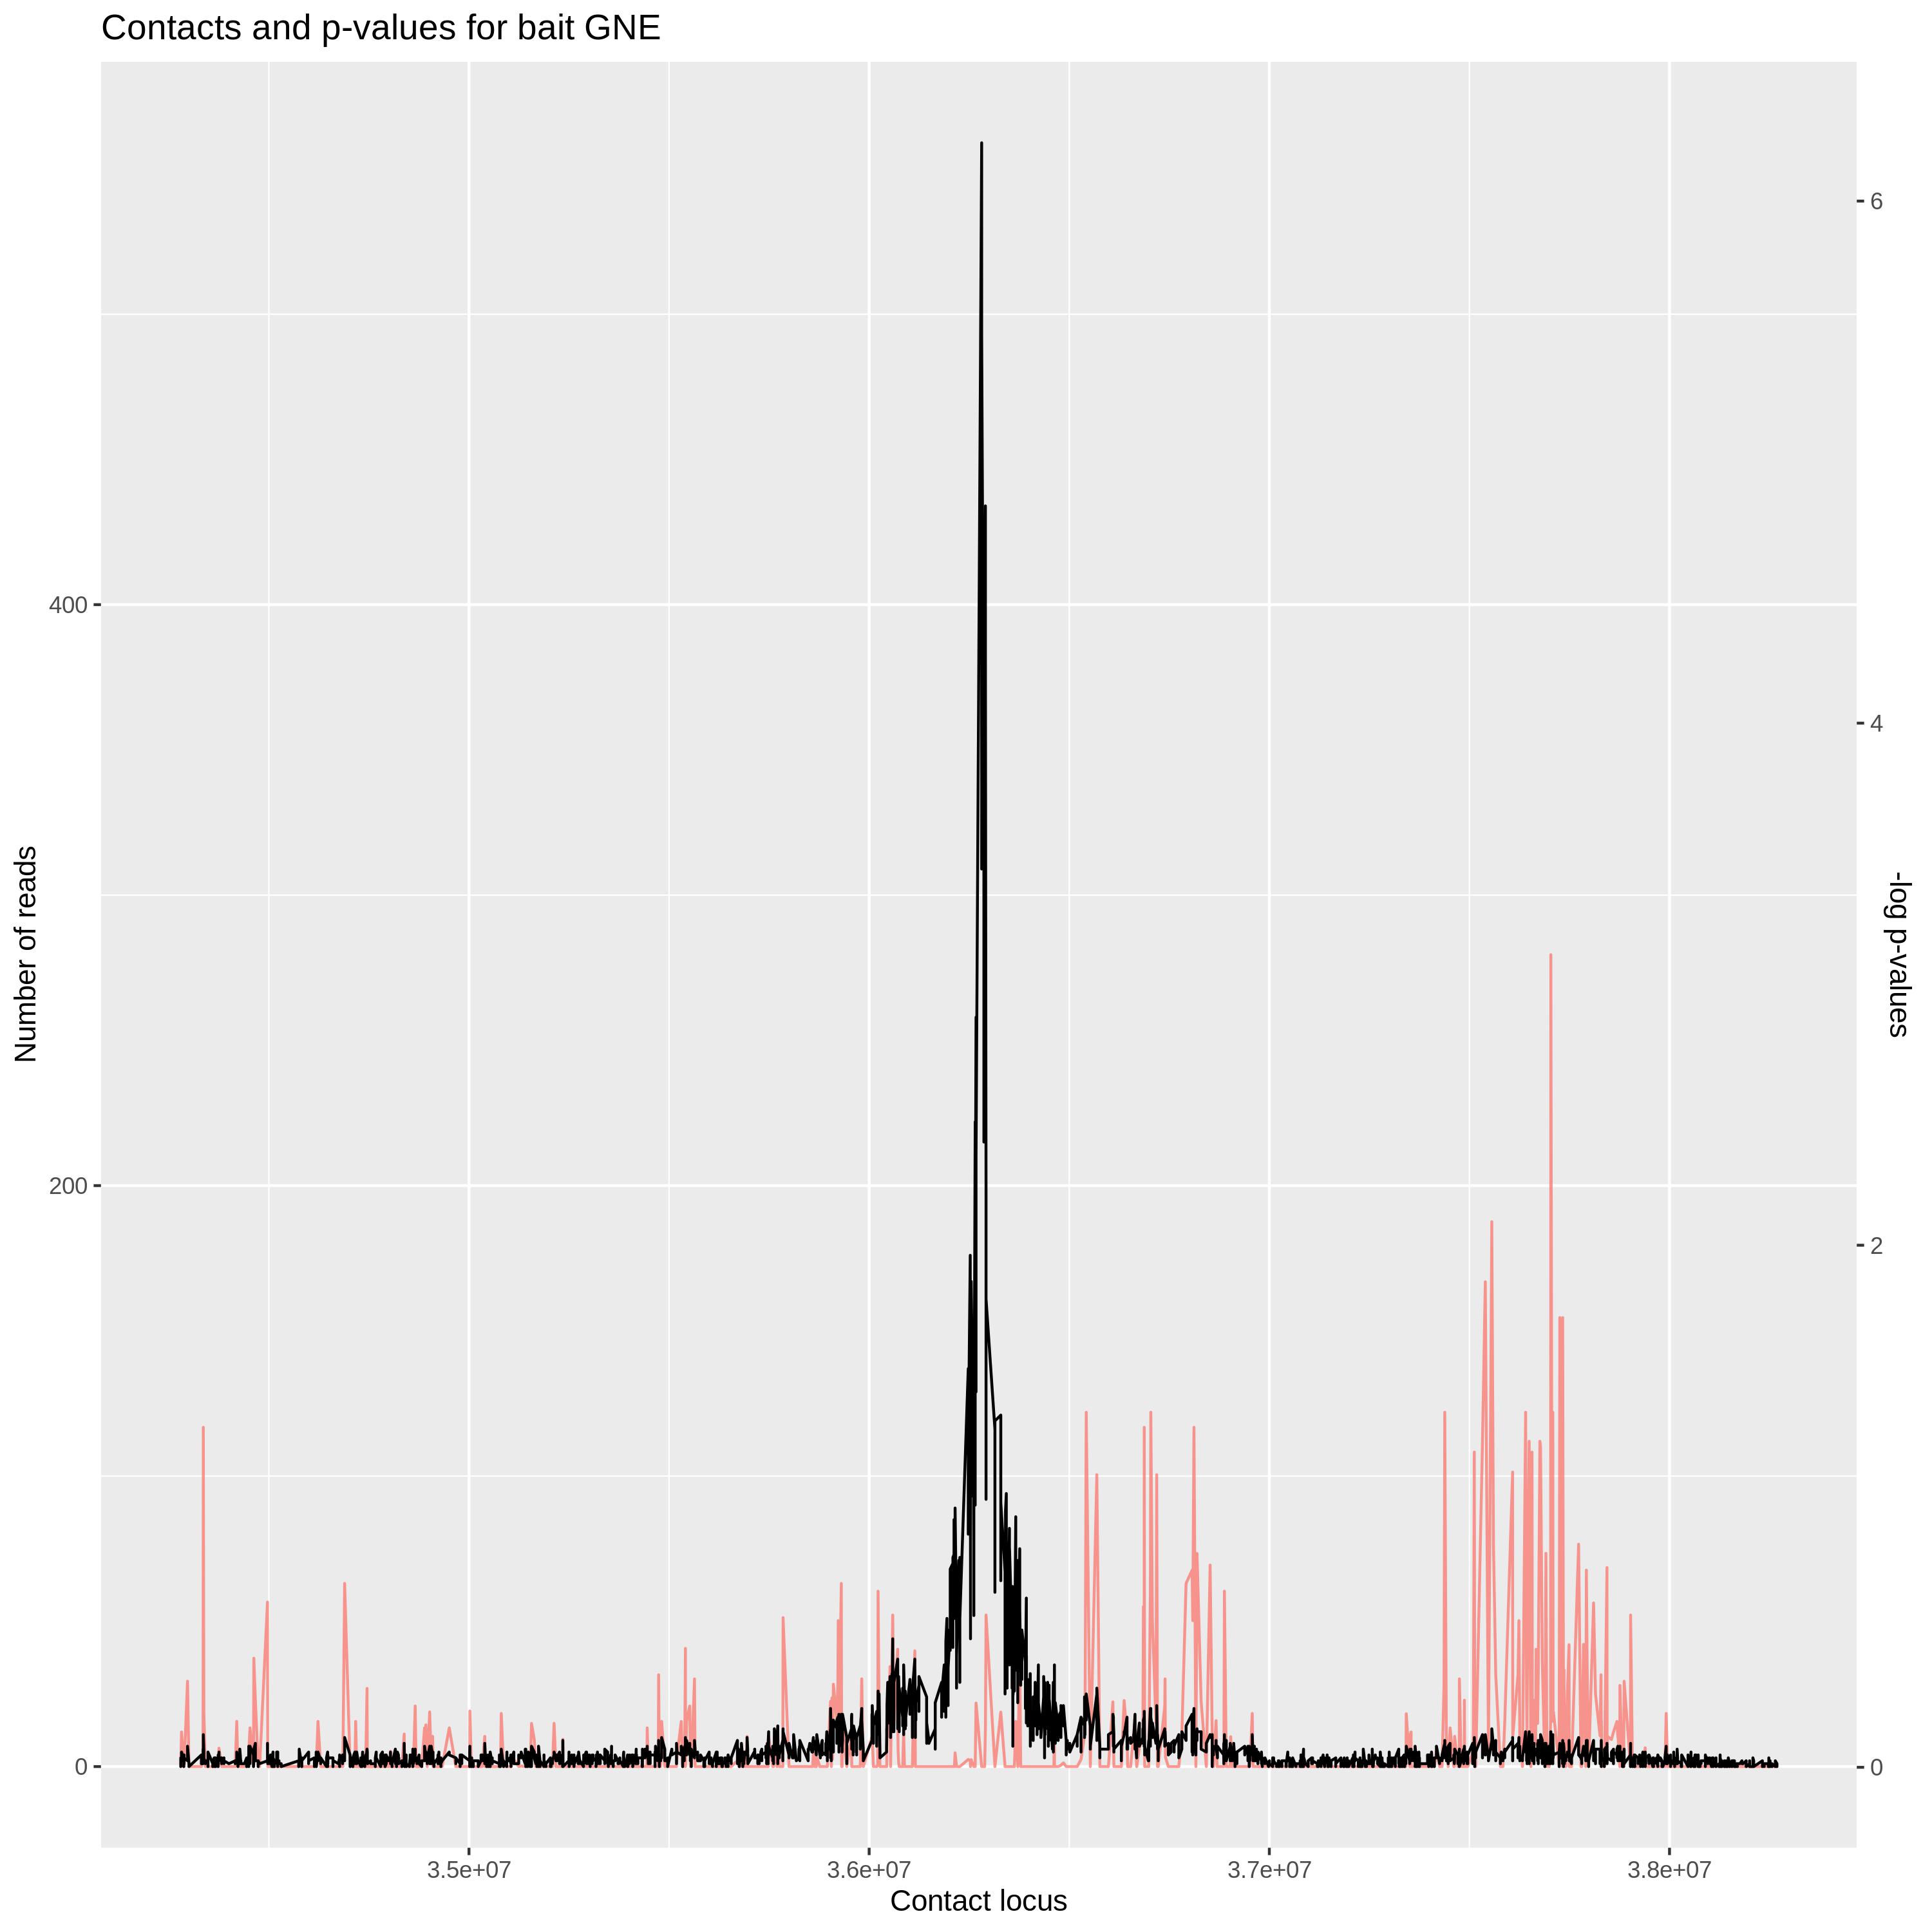 Contacts and p-values for bait GNE
Number of reads
400
200
0
6
4
2
0
-log p-values
3.5e+07
3.6e+07
3.7e+07
3.8e+07
Contact locus